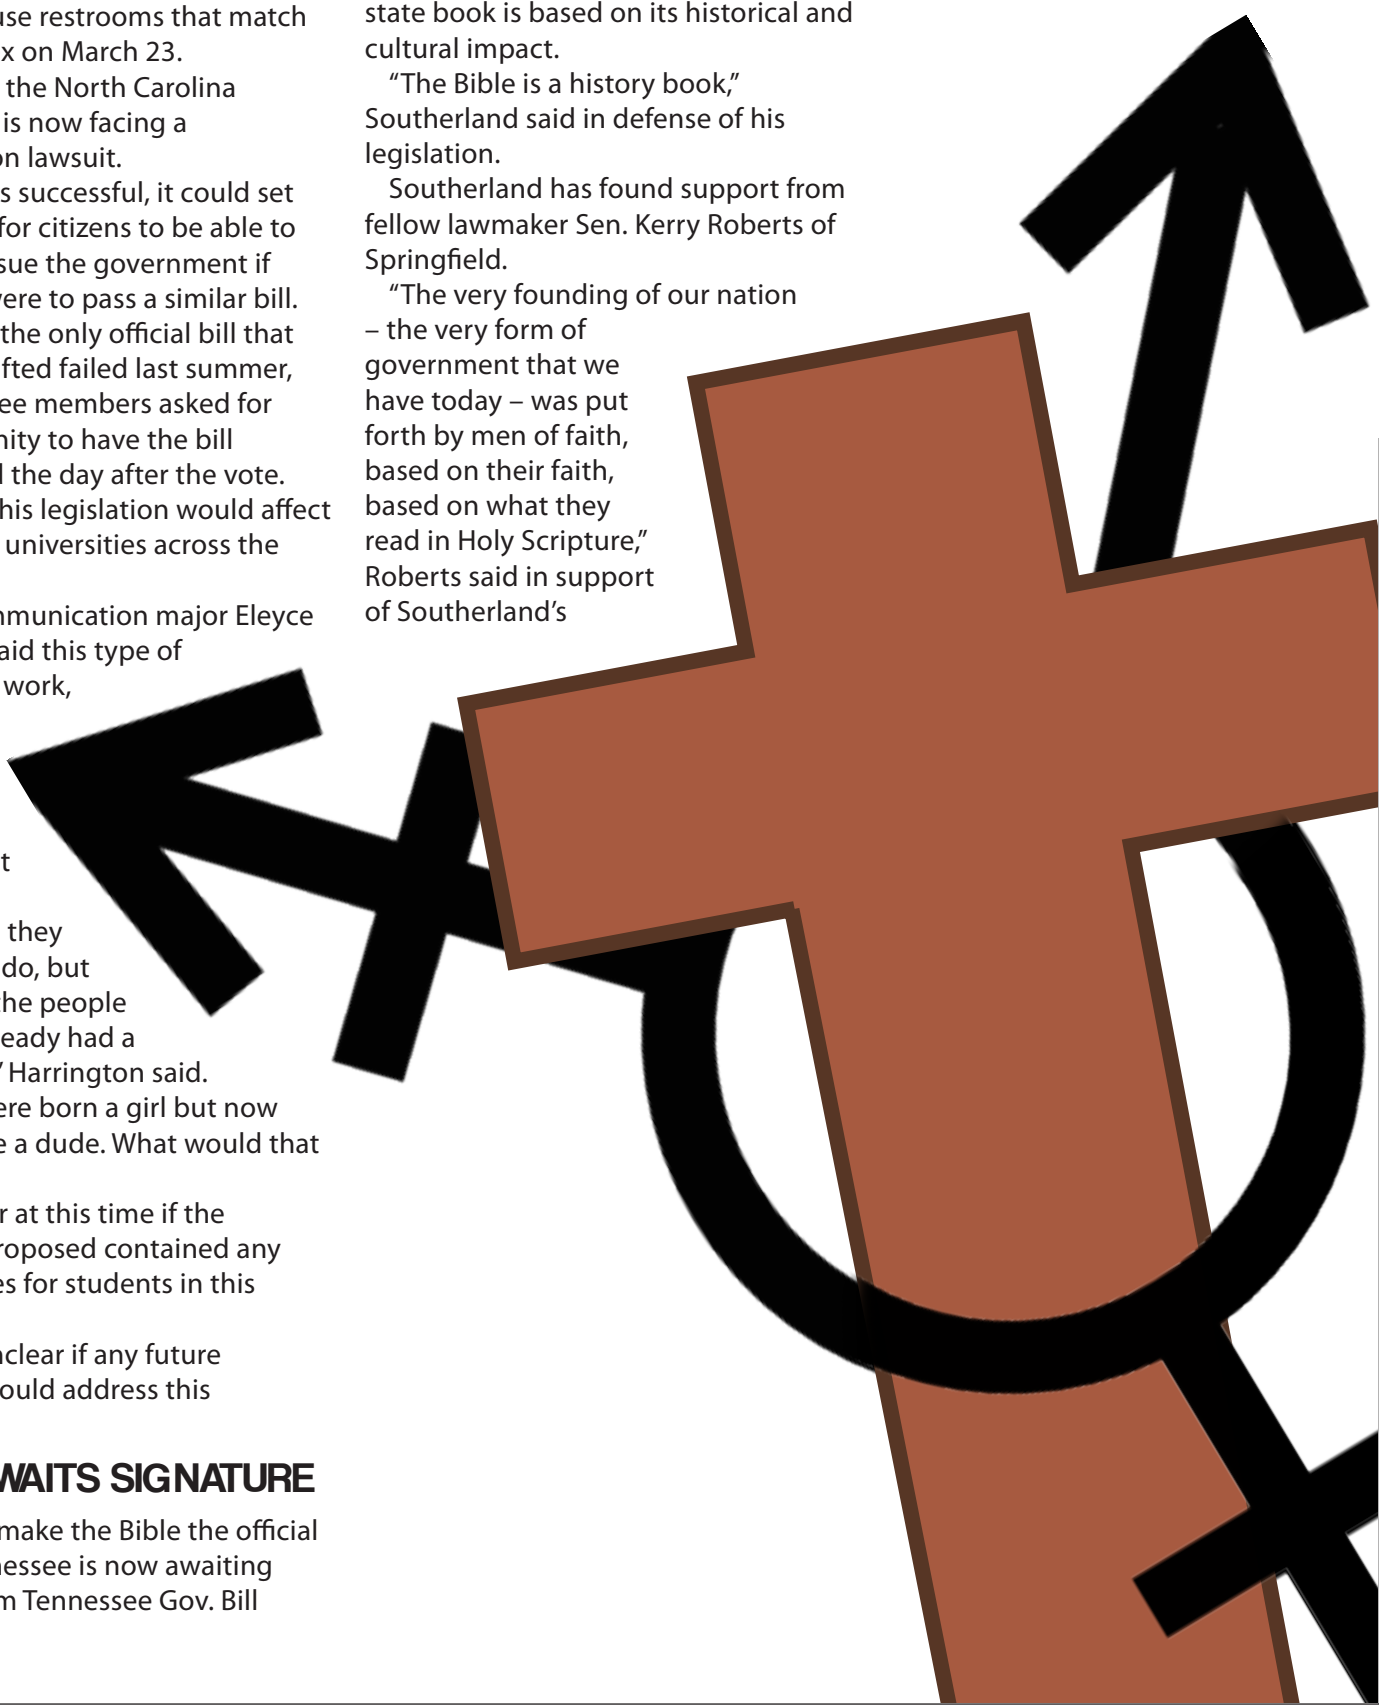 use restrooms that match
x on March 23.
the North Carolina
is now facing a
on lawsuit.
s successful, it could set
for citizens to be able to
sue the government if
were to pass a similar bill.
the only official bill that
fted failed last summer,
ee members asked for
nity to have the bill
d the day after the vote.
his legislation would affect
universities across the
mmunication major Eleyce
aid this type of
work,
t
they
do, but
the people
eady had a
” Harrington said.
ere born a girl but now
e a dude. What would that
r at this time if the
roposed contained any
es for students in this
nclear if any future
ould address this
WAITS SIGNATURE
make the Bible the official
nessee is now awaiting
m Tennessee Gov. Bill
state book is based on its historical and
cultural impact.
“The Bible is a history book,”
Southerland said in defense of his
legislation.
Southerland has found support from
fellow lawmaker Sen. Kerry Roberts of
Springfield.
“The very founding of our nation
– the very form of
government that we
have today – was put
forth by men of faith,
based on their faith,
based on what they
read in Holy Scripture,”
Roberts said in support
of Southerland’s